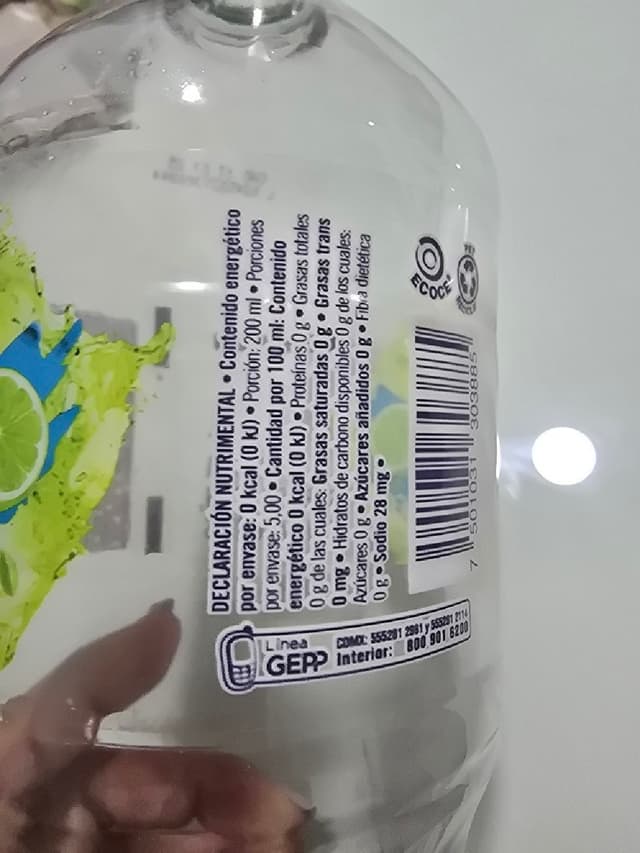 DECLARACIÓN NUTRIMENTAL • Contenido energético
por envase: 0 kcal (0 kJ) • Porción: 200 ml • Porciones
por envase: 5,00 • Cantidad por 100 ml: Contenido
energético 0 kcal (0 kJ) • Proteínas 0 g • Grasas totales
0 g de las cuales: Grasas saturadas 0 g • Grasas trans
0 mg • Hidratos de carbono disponibles 0 g de los cuales:
Azúcares 0 g • Azúcares añadidos 0 g • Fibra dietética
0 g • Sodio 28 mg •
ECOCE
7 501031 303885
Línea
GEPP
CDMX: 555201 2981 y 555201 2114
Interior: 800 901 6200